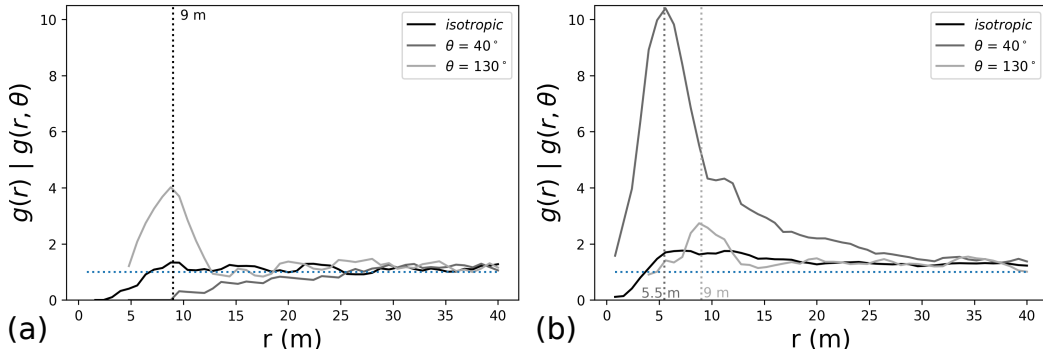 9 m
isotropic
θ = 40°
θ = 130°
g(r) | g(r, θ)
10
8
6
4
2
0
0 5 10 15 20 25 30 35 40
r (m)
(a)
isotropic
θ = 40°
θ = 130°
g(r) | g(r, θ)
10
8
6
4
2
0
5.5 m 9 m
0 5 10 15 20 25 30 35 40
r (m)
(b)